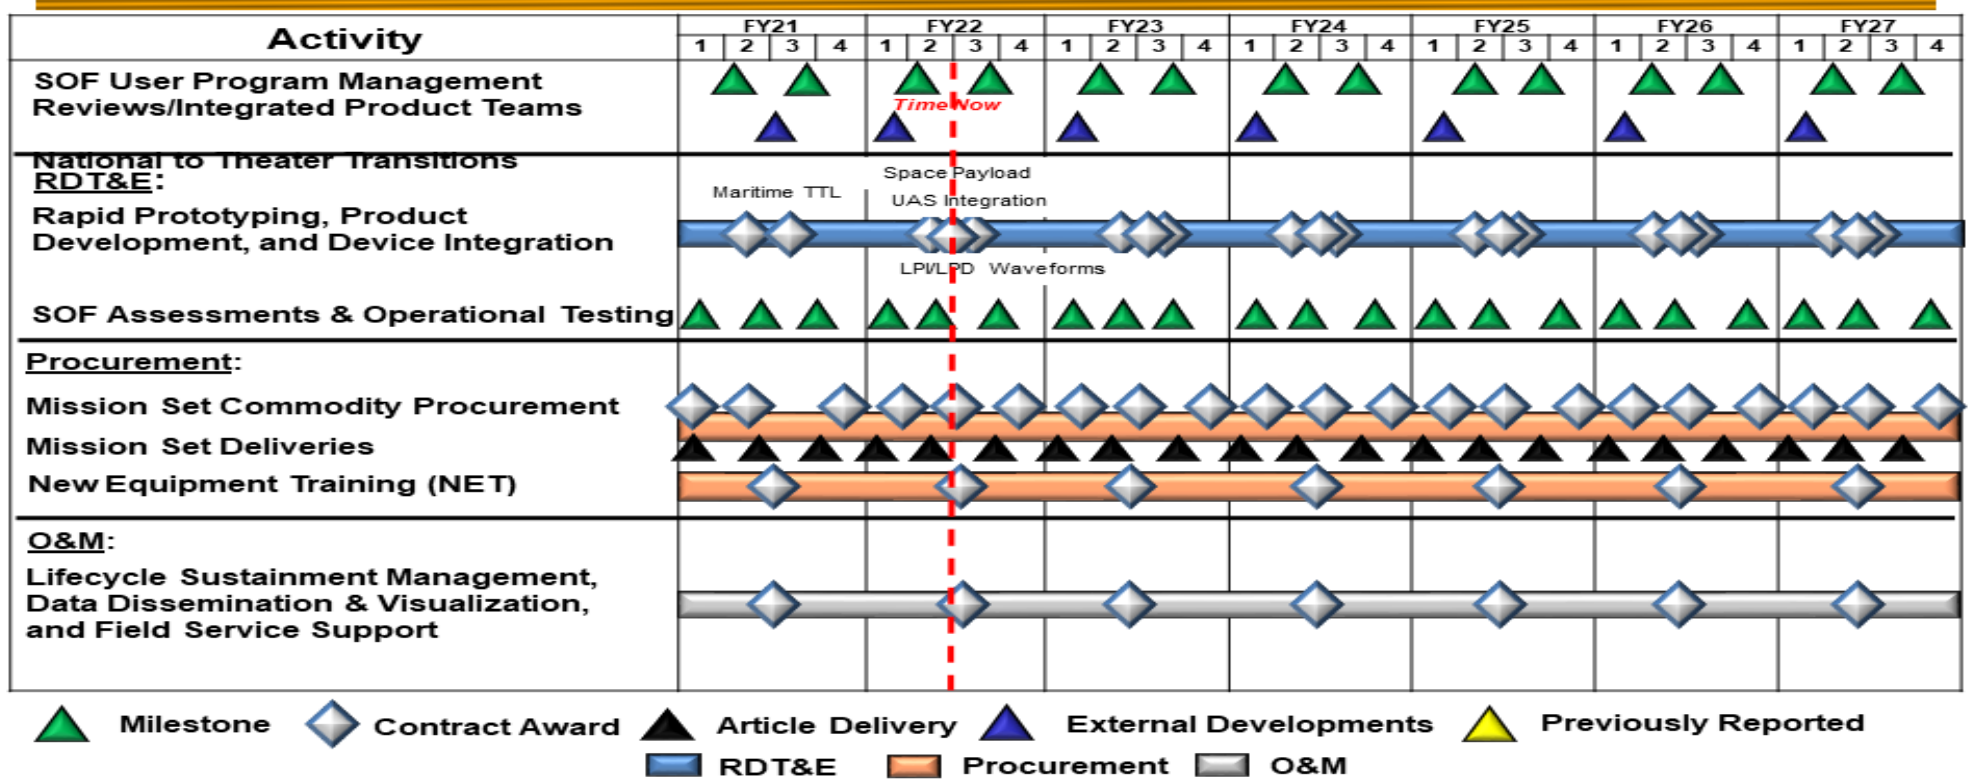 Activity
FY21 FY22 FY23 FY24 FY25 FY26 FY27
1 2 3 4 1 2 3 4 1 2 3 4 1 2 3 4 1 2 3 4 1 2 3 4 1 2 3 4
SOF User Program Management
Reviews/Integrated Product Teams
Time Now
National to Theater Transitions
RDT&E:
Space Payload
Maritime TTL
UAS Integration
Rapid Prototyping, Product
Development, and Device Integration
LPI/LPD Waveforms
SOF Assessments & Operational Testing
Procurement:
Mission Set Commodity Procurement
Mission Set Deliveries
New Equipment Training (NET)
O&M:
Lifecycle Sustainment Management,
Data Dissemination & Visualization,
and Field Service Support
Milestone Contract Award Article Delivery External Developments Previously Reported
RDT&E Procurement O&M